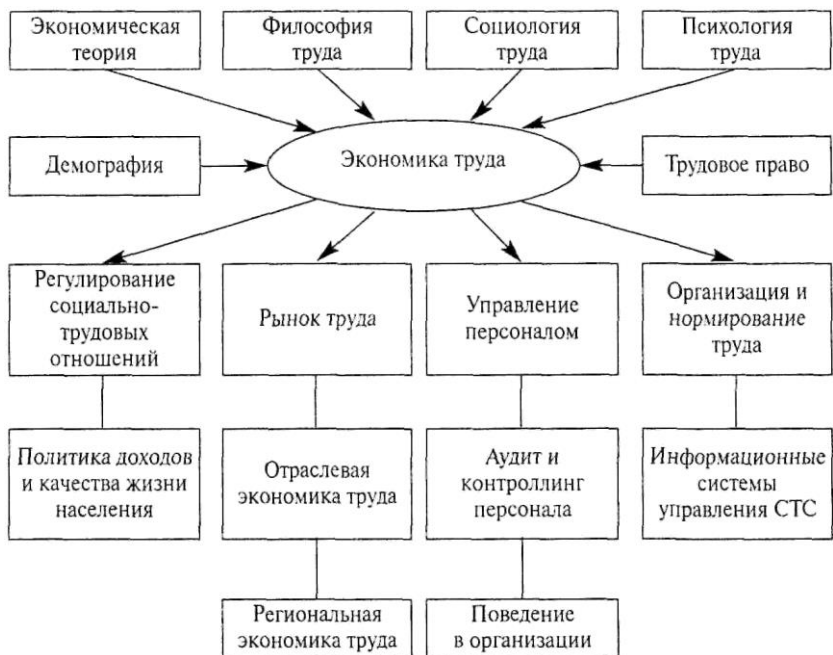 Экономическая
теория
Философия
труда
Социология
труда
Психология
труда
Демография
Экономика труда
Трудовое право
Регулирование
социально-
трудовых
отношений
Рынок труда
Управление
персоналом
Организация и
нормирование
труда
Политика доходов
и качества жизни
населения
Отраслевая
экономика труда
Аудит и
контроллинг
персонала
Информационные
системы
управления СТС
Региональная
экономика труда
Поведение
в организации